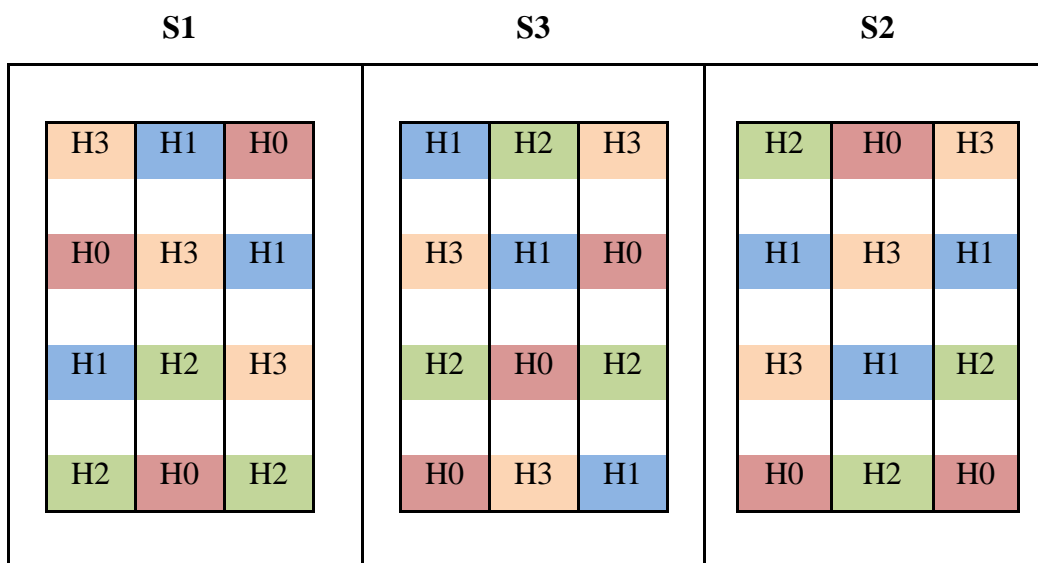 S1 S3 S2
H3 H1 H0 H1 H2 H3 H2 H0 H3
H0 H3 H1 H3 H1 H0 H1 H3 H1
H1 H2 H3 H2 H0 H2 H3 H1 H2
H2 H0 H2 H0 H3 H1 H0 H2 H0